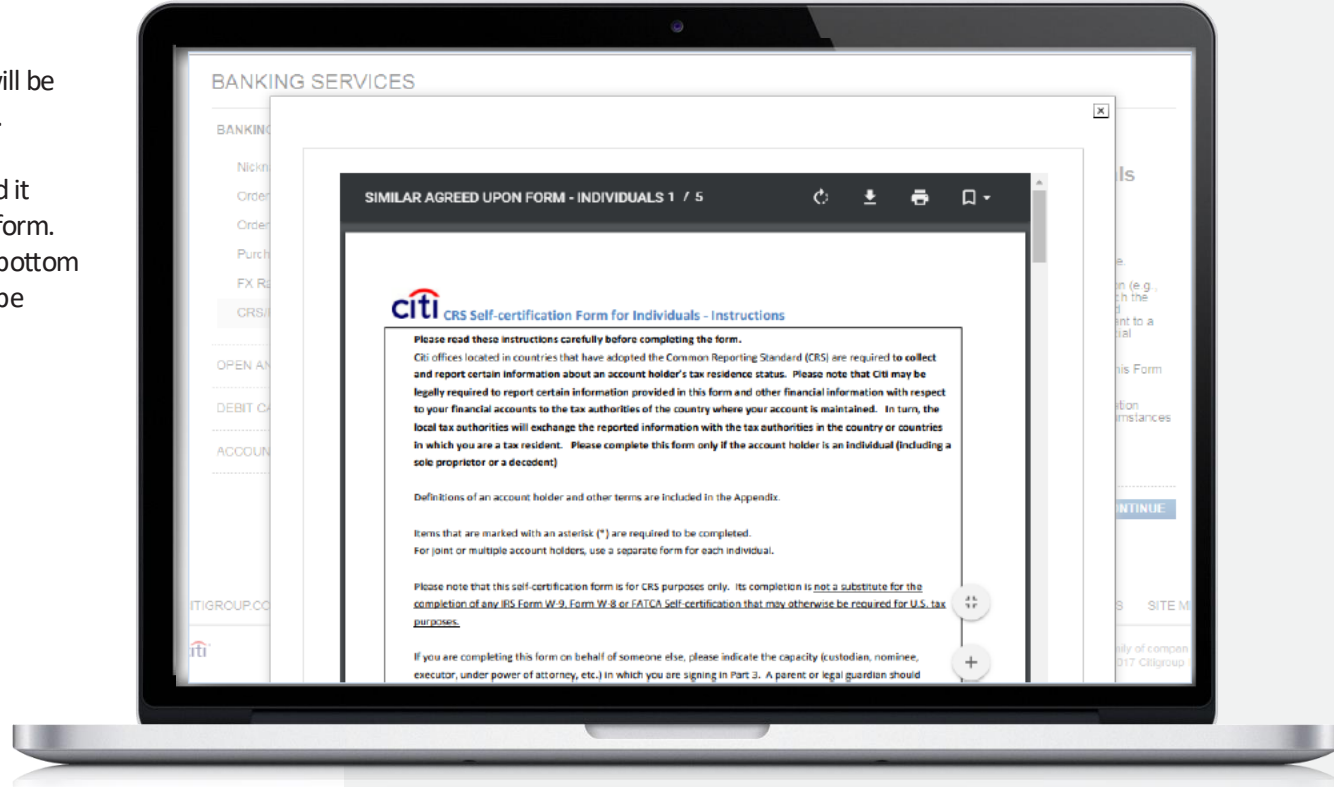 will be
d it
form.
bottom
be
BANKING SERVICES
BANKING
Nickn
Order
Order
Purch
FX Ra
CRS/
OPEN AN
DEBIT CA
ACCOUN
SIMILAR AGREED UPON FORM - INDIVIDUALS 1 / 5
citi CRS Self-certification Form for Individuals - Instructions
Please read these instructions carefully before completing the form.
Citi offices located in countries that have adopted the Common Reporting Standard (CRS) are required to collect
and report certain information about an account holder's tax residence status. Please note that Citi may be
legally required to report certain information provided in this form and other financial information with respect
to your financial accounts to the tax authorities of the country where your account is maintained. In turn, the
local tax authorities will exchange the reported information with the tax authorities in the country or countries
in which you are a tax resident. Please complete this form only if the account holder is an individual (including a
sole proprietor or a decedent)
Definitions of an account holder and other terms are included in the Appendix.
Items that are marked with an asterisk (*) are required to be completed.
For joint or multiple account holders, use a separate form for each individual.
Please note that this self-certification form is for CRS purposes only. Its completion is not a substitute for the
completion of any IRS Form W-9, Form W-8 or FATCA Self-certification that may otherwise be required for U.S. tax
purposes.
If you are completing this form on behalf of someone else, please indicate the capacity (custodian, nominee,
executor, under power of attorney, etc.) in which you are signing in Part 3. A parent or legal guardian should
ls
e.
n (e.g.,
ch the
d
nt to a
ial
his Form
ition
mstances
ONTINUE
ITIGROUP.CO
S SITE M
iti
ily of compan
017 Citigroup